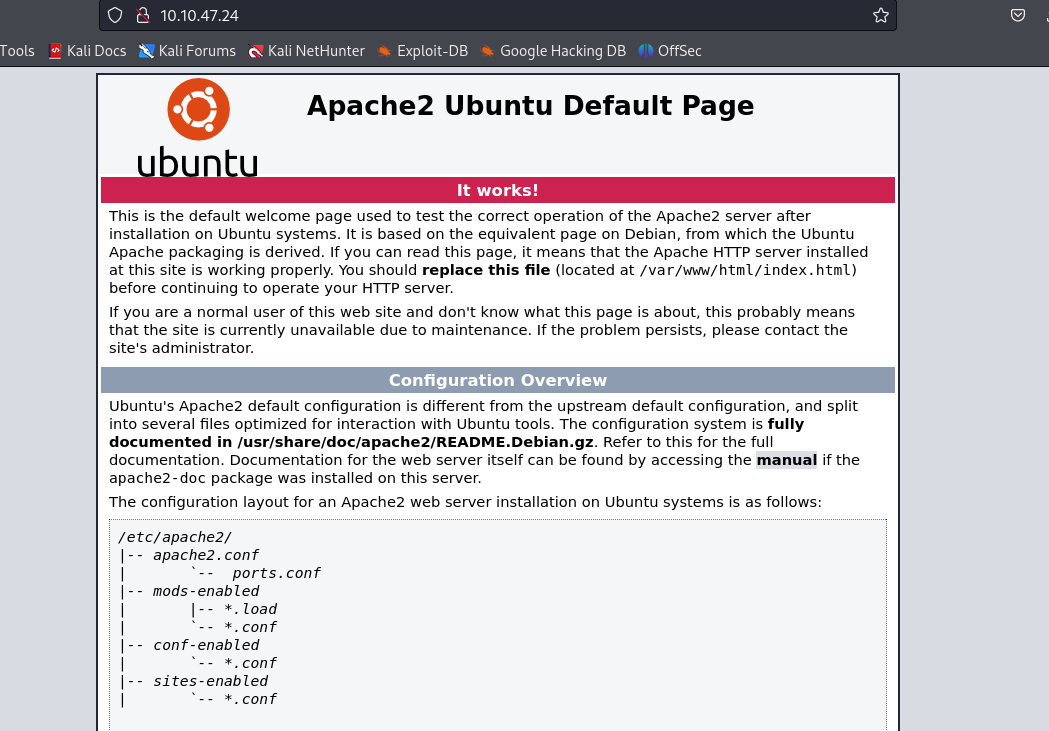 10.10.47.24
Tools Kali Docs Kali Forums Kali NetHunter Exploit-DB Google Hacking DB OffSec
ubuntu
Apache2 Ubuntu Default Page
It works!
This is the default welcome page used to test the correct operation of the Apache2 server after
installation on Ubuntu systems. It is based on the equivalent page on Debian, from which the Ubuntu
Apache packaging is derived. If you can read this page, it means that the Apache HTTP server installed
at this site is working properly. You should replace this file (located at /var/www/html/index.html)
before continuing to operate your HTTP server.
If you are a normal user of this web site and don't know what this page is about, this probably means
that the site is currently unavailable due to maintenance. If the problem persists, please contact the
site's administrator.
Configuration Overview
Ubuntu's Apache2 default configuration is different from the upstream default configuration, and split
into several files optimized for interaction with Ubuntu tools. The configuration system is fully
documented in /usr/share/doc/apache2/README.Debian.gz. Refer to this for the full
documentation. Documentation for the web server itself can be found by accessing the manual if the
apache2-doc package was installed on this server.
The configuration layout for an Apache2 web server installation on Ubuntu systems is as follows:
/etc/apache2/
|-- apache2.conf
|       `--  ports.conf
|-- mods-enabled
|       |-- *.load
|       `-- *.conf
|-- conf-enabled
|       `-- *.conf
|-- sites-enabled
|       `-- *.conf